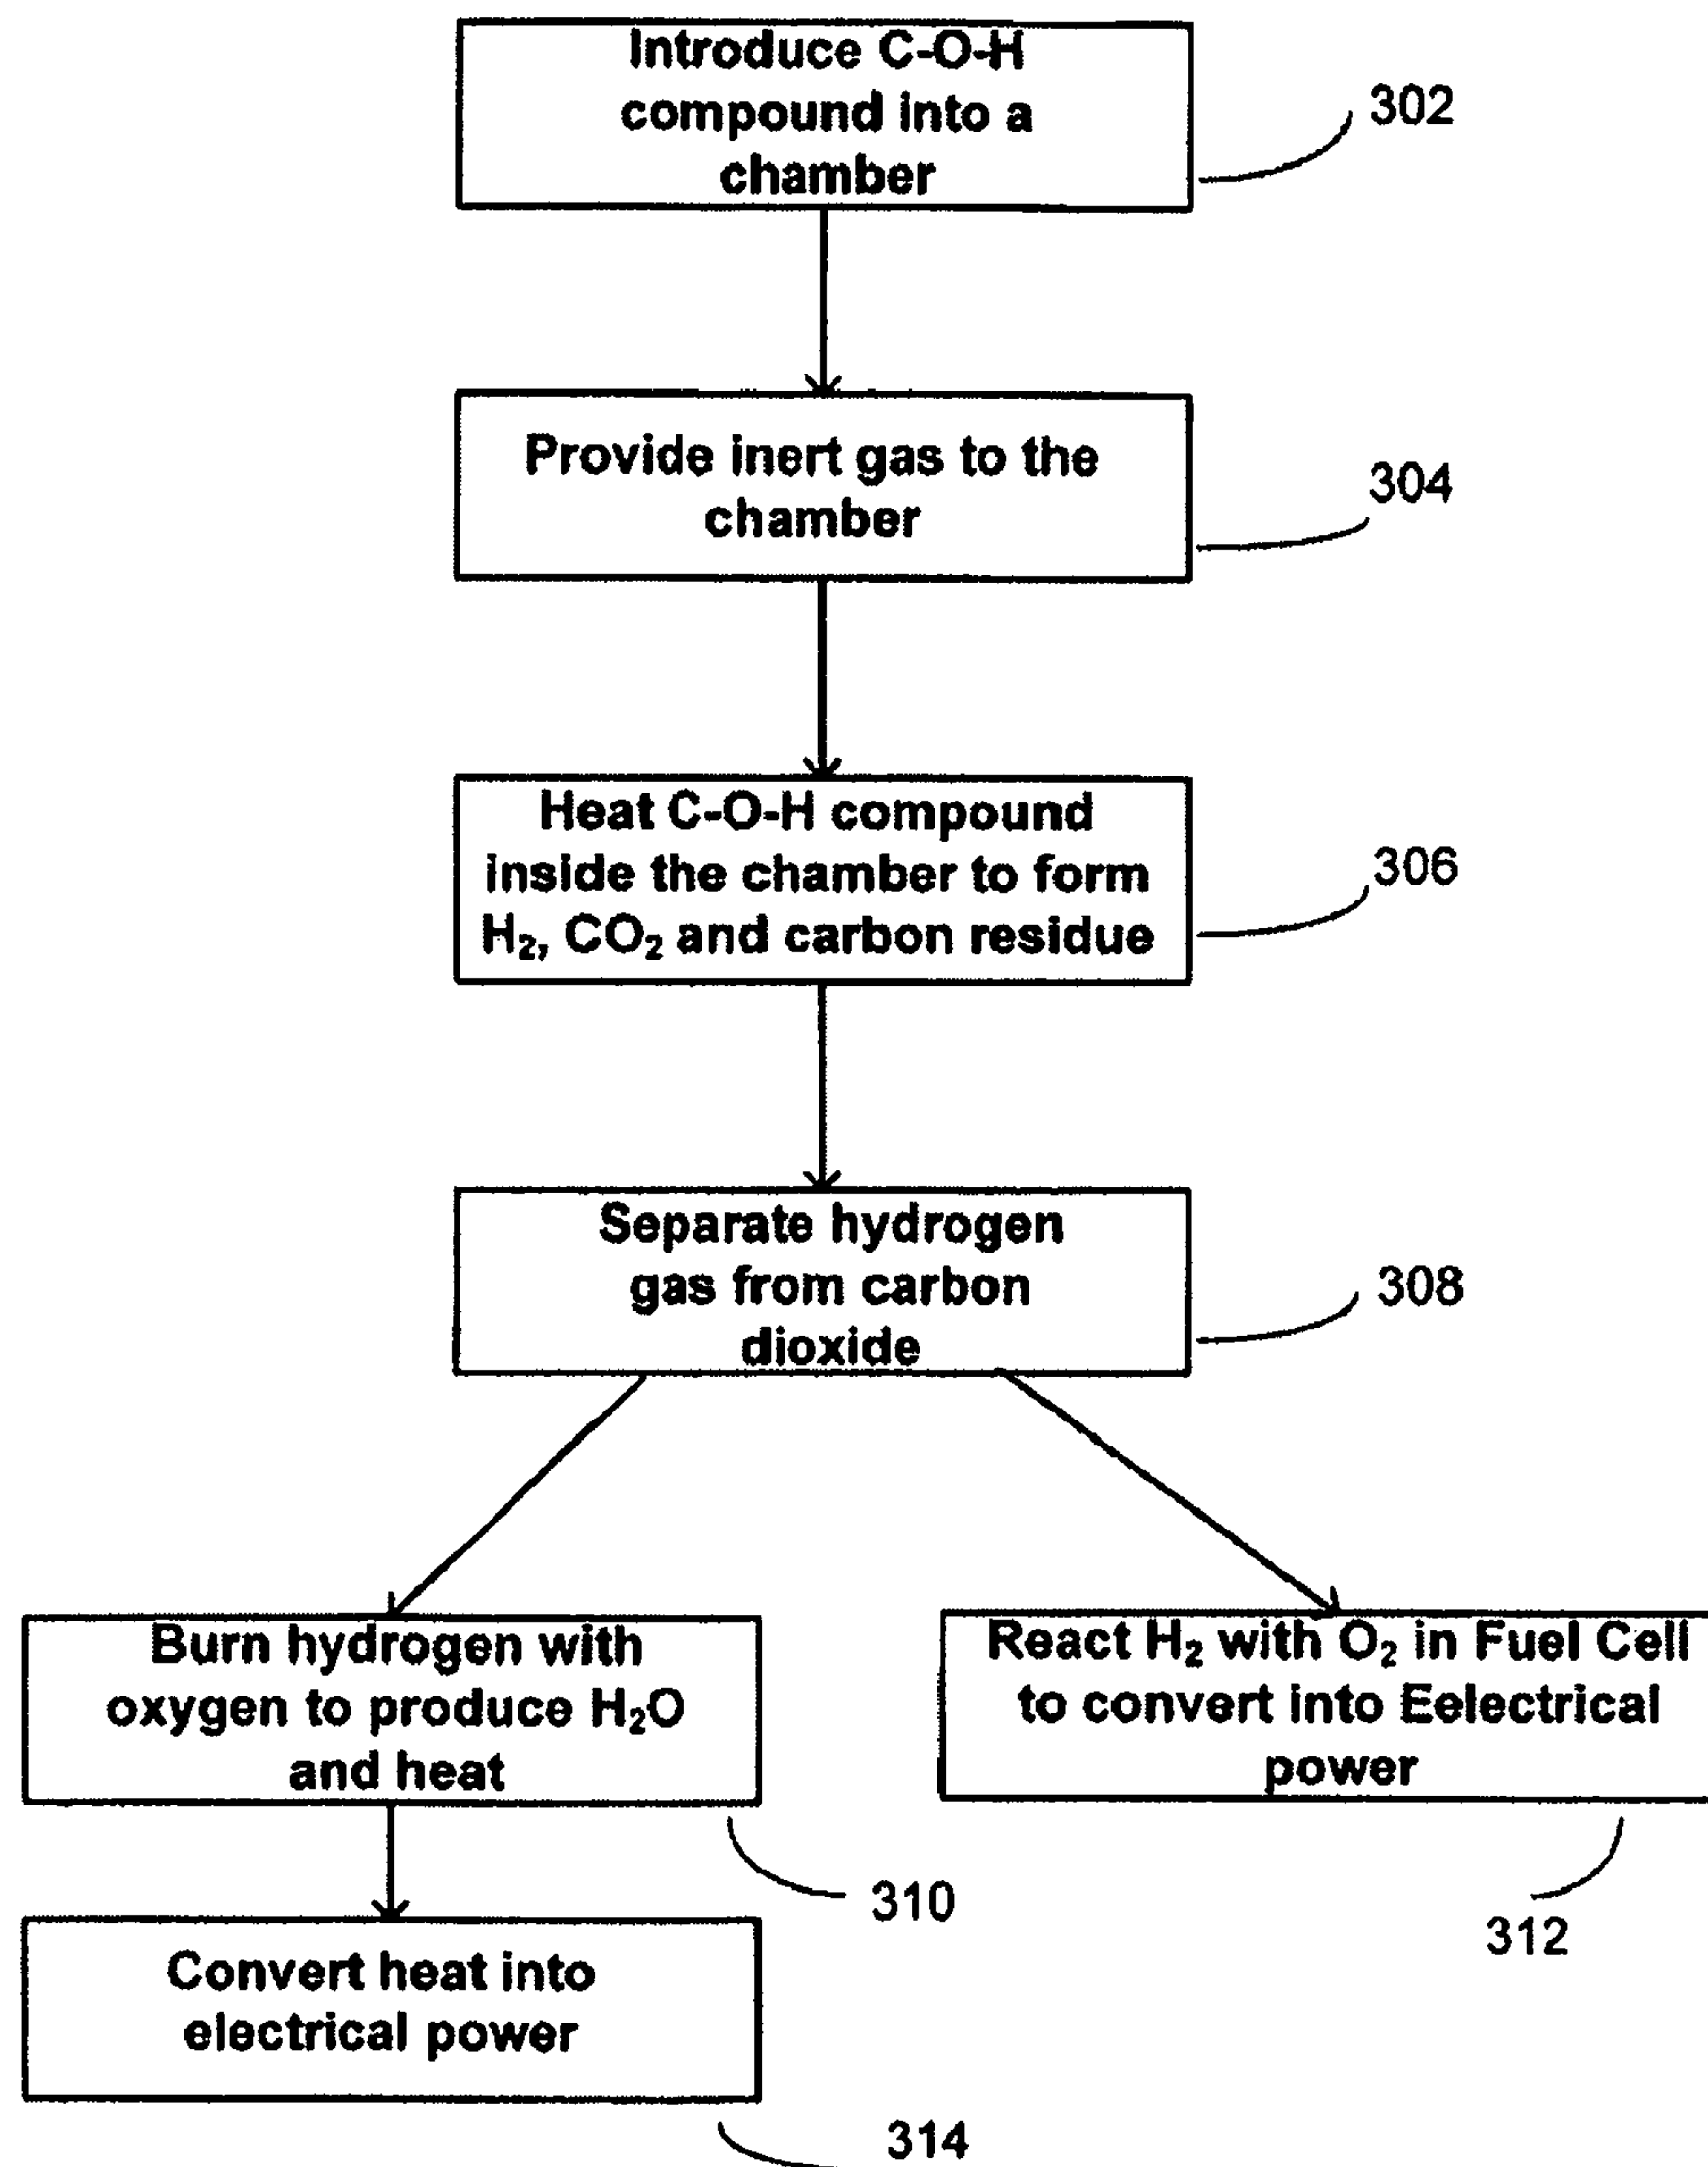 Introduce C-O-H
compound into a
chamber
302
Provide inert gas to the
chamber
304
Heat C-O-H compound
inside the chamber to form
H₂, CO₂ and carbon residue
306
Separate hydrogen
gas from carbon
dioxide
308
Burn hydrogen with
oxygen to produce H₂O
and heat
310
React H₂ with O₂ in Fuel Cell
to convert into Eelectrical
power
312
Convert heat into
electrical power
314